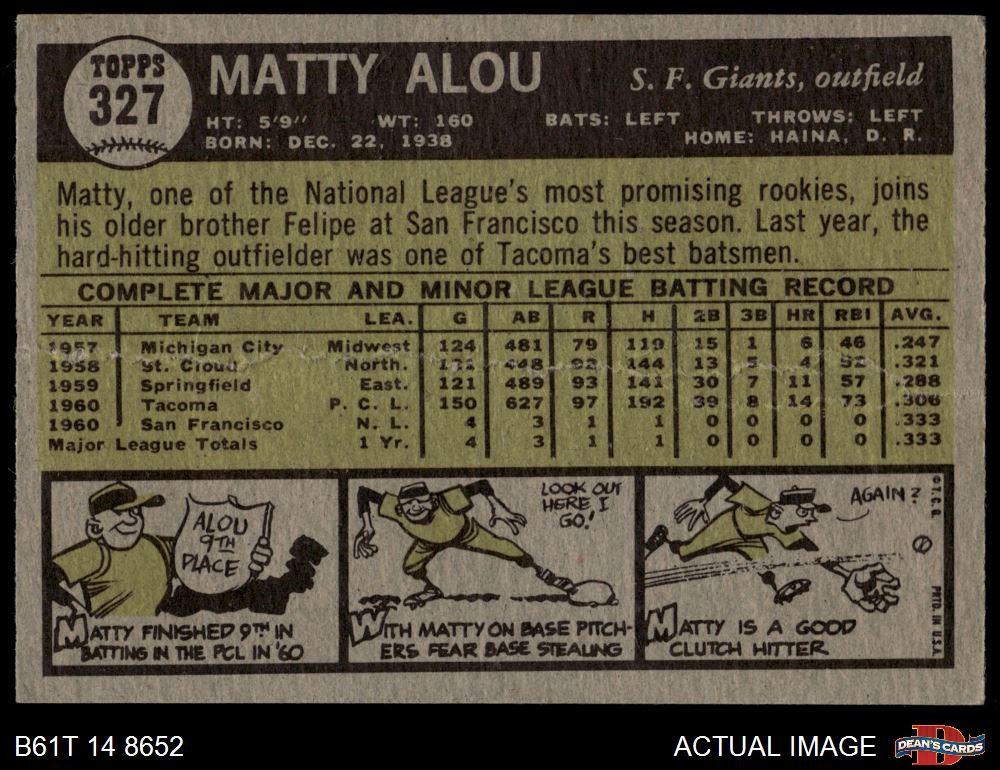 TOPPS
327
MATTY ALOU
S. F. Giants, outfield
HT: 5'9" WT: 160 BATS: LEFT THROWS: LEFT
BORN: DEC. 22, 1938 HOME: HAINA, D. R.
Matty, one of the National League's most promising rookies, joins
his older brother Felipe at San Francisco this season. Last year, the
hard-hitting outfielder was one of Tacoma's best batsmen.
COMPLETE MAJOR AND MINOR LEAGUE BATTING RECORD
YEAR TEAM LEA. G AB R H 2B 3B HR RBI AVG.
1957 Michigan City Midwest 124 481 79 119 15 1 6 46 .247
1958 St. Cloud North. 448 144 13 5 4 .321
1959 Springfield East. 121 489 93 141 30 7 11 57 .288
1960 Tacoma P. C. L. 150 627 97 192 39 8 14 73 .306
1960 San Francisco N. L. 4 3 1 1 0 0 0 0 .333
Major League Totals 1 Yr. 4 3 1 1 0 0 0 0 .333
ALOU
9TH
PLACE
MATTY FINISHED 9TH IN
BATTING IN THE PCL IN '60
LOOK OUT
HERE I
GO!
WITH MATTY ON BASE PITCH-
ERS FEAR BASE STEALING
AGAIN?
MATTY IS A GOOD
CLUTCH HITTER
© T. C. G.
PRTD. IN U.S.A.
B61T 14 8652
ACTUAL IMAGE
DEAN'S CARDS